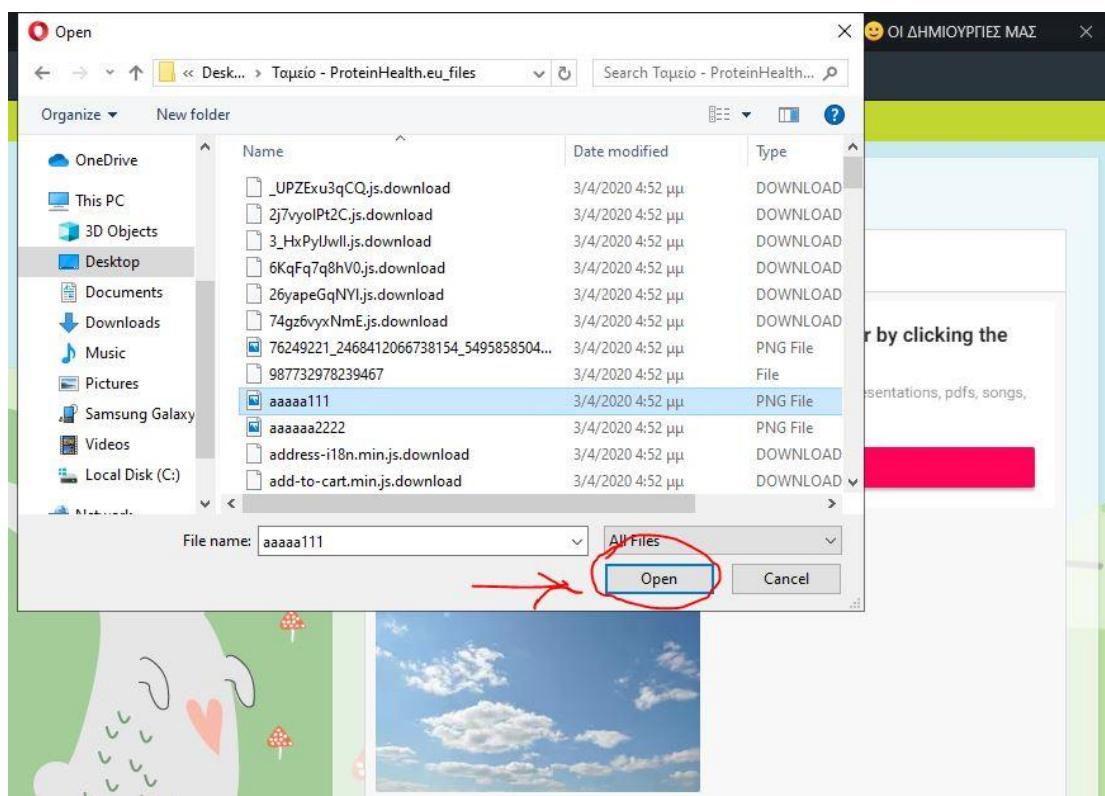 Open
ΟΙ ΔΗΜΙΟΥΡΓΙΕΣ ΜΑΣ
« Desk... > Ταμείο - ProteinHealth.eu_files
Search Ταμείο - ProteinHealth...
Organize
New folder
Name Date modified Type
OneDrive
This PC
3D Objects
Desktop
Documents
Downloads
Music
Pictures
Samsung Galaxy
Videos
Local Disk (C:)
_UPZExu3qCQ.js.download 3/4/2020 4:52 μμ DOWNLOAD
2j7vyolPt2C.js.download 3/4/2020 4:52 μμ DOWNLOAD
3_HxPylJwlI.js.download 3/4/2020 4:52 μμ DOWNLOAD
6KqFq7q8hV0.js.download 3/4/2020 4:52 μμ DOWNLOAD
26yapeGqNYI.js.download 3/4/2020 4:52 μμ DOWNLOAD
74gz6vyxNmE.js.download 3/4/2020 4:52 μμ DOWNLOAD
76249221_2468412066738154_5495858504... 3/4/2020 4:52 μμ PNG File
987732978239467 3/4/2020 4:52 μμ File
aaaaa111 3/4/2020 4:52 μμ PNG File
aaaaaa2222 3/4/2020 4:52 μμ PNG File
address-i18n.min.js.download 3/4/2020 4:52 μμ DOWNLOAD
add-to-cart.min.js.download 3/4/2020 4:52 μμ DOWNLOAD
r by clicking the
esentations, pdfs, songs,
File name: aaaaa111
All Files
Open
Cancel